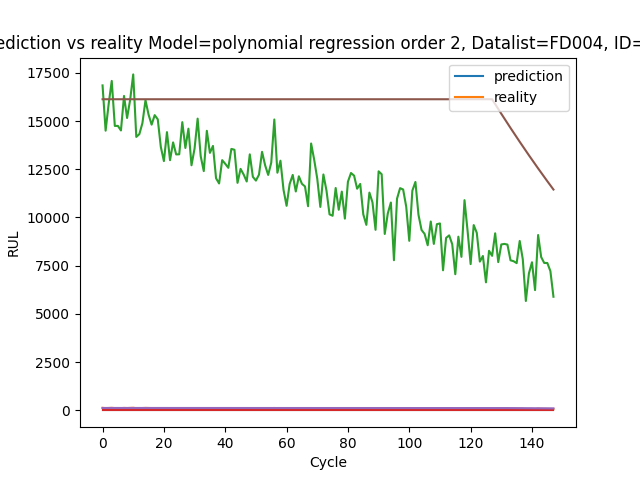 ediction vs reality Model=polynomial regression order 2, Datalist=FD004, ID=
prediction
reality
17500
15000
12500
10000
7500
5000
2500
0
RUL
0 20 40 60 80 100 120 140
Cycle